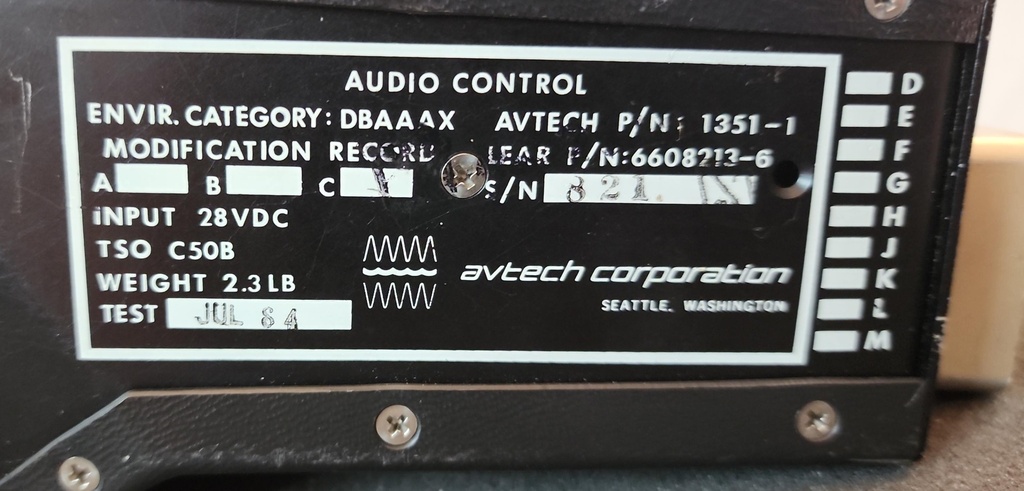 AUDIO CONTROL
ENVIR. CATEGORY: DBAAAX AVTECH P/N: 1351-1
MODIFICATION RECORD LEAR P/N:6608213-6
A B C S/N 821
INPUT 28VDC
TSO C50B
WEIGHT 2.3 LB
TEST JUL 84
avtech corporation
SEATTLE, WASHINGTON
D
E
F
G
H
J
K
L
M